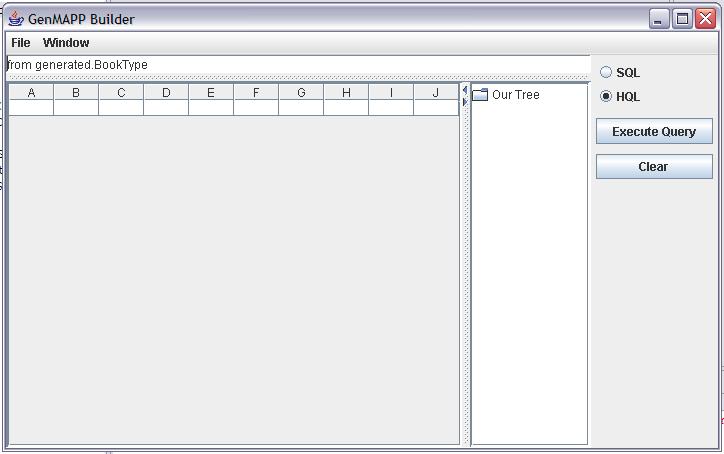 GenMAPP Builder
File Window
from generated.BookType
SQL
HQL
Execute Query
Clear
A B C D E F G H I J
Our Tree